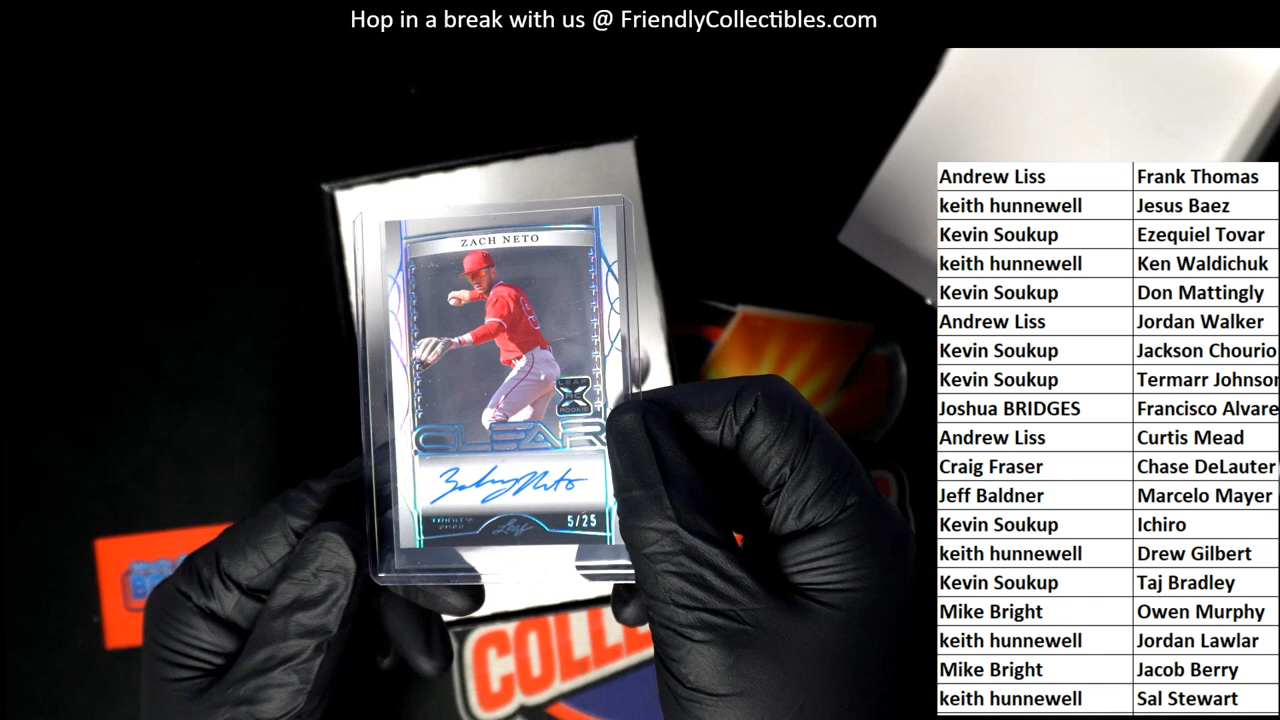 Hop in a break with us @ FriendlyCollectibles.com
ZACH NETO
LEAF
RC
ROOKIE
CLEAR
Leaf
5/25
COLLE
Andrew Liss Frank Thomas
keith hunnewell Jesus Baez
Kevin Soukup Ezequiel Tovar
keith hunnewell Ken Waldichuk
Kevin Soukup Don Mattingly
Andrew Liss Jordan Walker
Kevin Soukup Jackson Chourio
Kevin Soukup Termarr Johnson
Joshua BRIDGES Francisco Alvare
Andrew Liss Curtis Mead
Craig Fraser Chase DeLauter
Jeff Baldner Marcelo Mayer
Kevin Soukup Ichiro
keith hunnewell Drew Gilbert
Kevin Soukup Taj Bradley
Mike Bright Owen Murphy
keith hunnewell Jordan Lawlar
Mike Bright Jacob Berry
keith hunnewell Sal Stewart